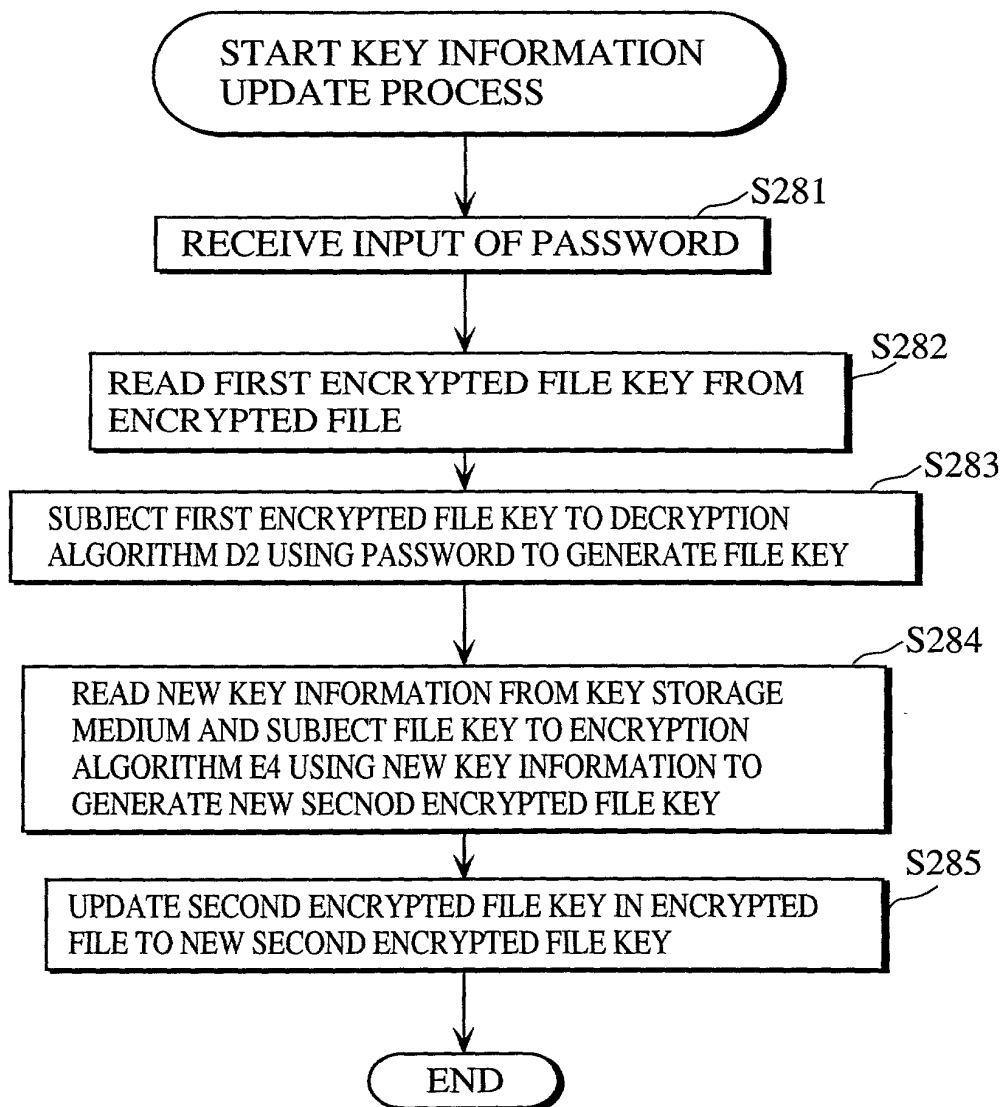 START KEY INFORMATION
UPDATE PROCESS
S281
RECEIVE INPUT OF PASSWORD
S282
READ FIRST ENCRYPTED FILE KEY FROM
ENCRYPTED FILE
S283
SUBJECT FIRST ENCRYPTED FILE KEY TO DECRYPTION
ALGORITHM D2 USING PASSWORD TO GENERATE FILE KEY
S284
READ NEW KEY INFORMATION FROM KEY STORAGE
MEDIUM AND SUBJECT FILE KEY TO ENCRYPTION
ALGORITHM E4 USING NEW KEY INFORMATION TO
GENERATE NEW SECNOD ENCRYPTED FILE KEY
S285
UPDATE SECOND ENCRYPTED FILE KEY IN ENCRYPTED
FILE TO NEW SECOND ENCRYPTED FILE KEY
END